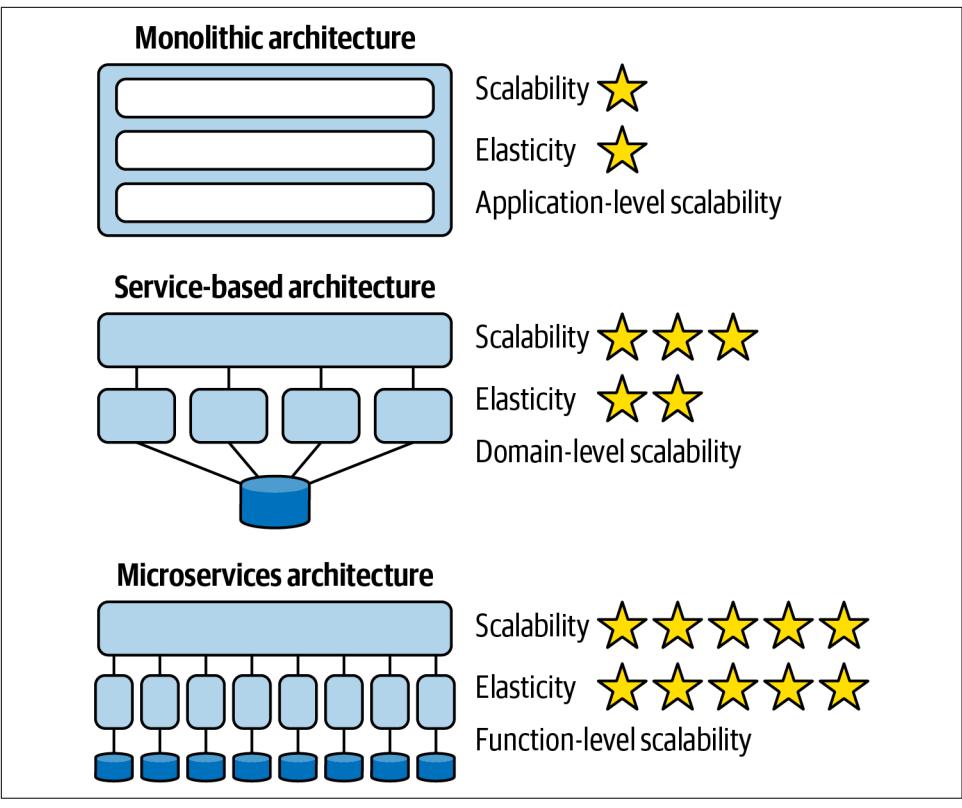 Monolithic architecture
Scalability
Elasticity
Application-level scalability
Service-based architecture
Scalability
Elasticity
Domain-level scalability
Microservices architecture
Scalability
Elasticity
Function-level scalability